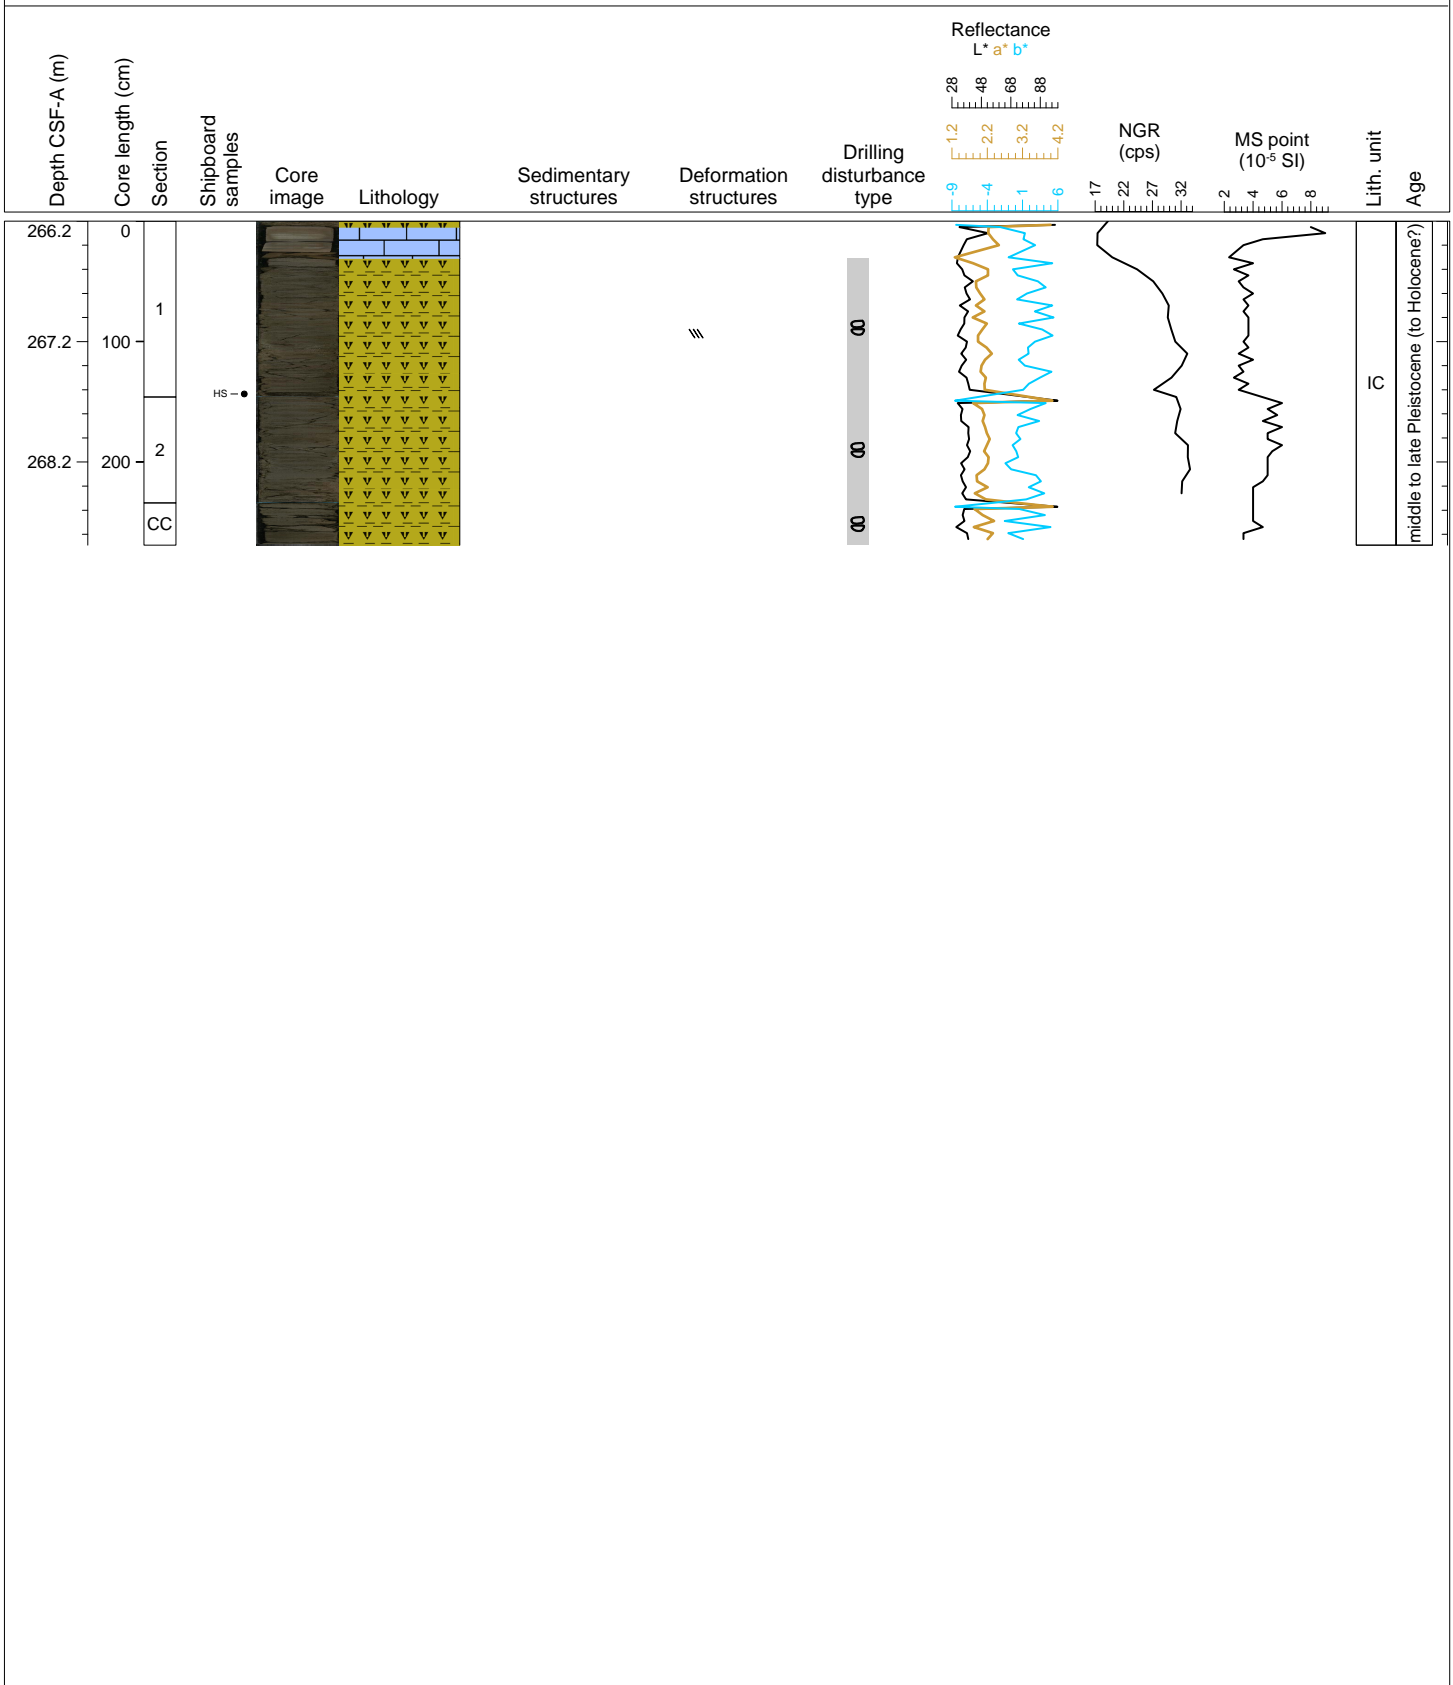 Depth CSF-A (m)
Core length (cm)
Section
Shipboard
samples
Core
image
Lithology
Sedimentary
structures
Deformation
structures
Drilling
disturbance
type
Reflectance
L* a* b*
28 48 68 88
1.2 2.2 3.2 4.2
-9 -4 1 6
NGR
(cps)
17 22 27 32
MS point
(10-5 SI)
2 4 6 8
Lith. unit
Age
266.2
267.2
268.2
0
100
200
1
2
CC
HS
IC
middle to late Pleistocene (to Holocene?)